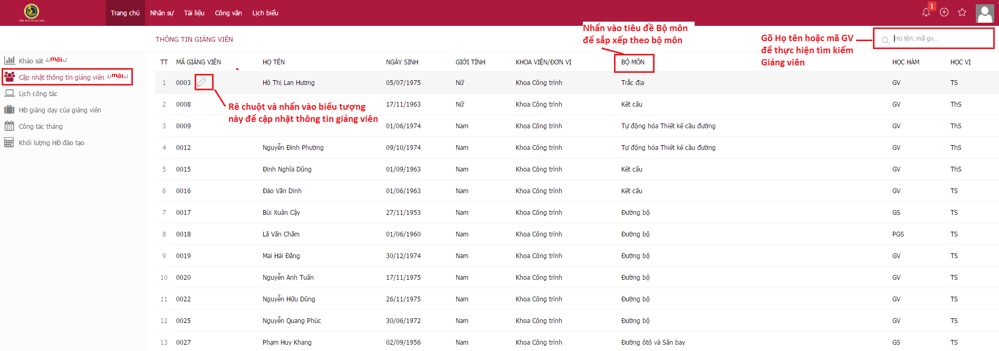 THE WAY TO SUCESS
Trang chủ Nhân sự Tài liệu Công văn Lịch biểu
1
THÔNG TIN GIẢNG VIÊN
Họ tên, mã gv...
Nhấn vào tiêu đề Bộ môn
để sắp xếp theo bộ môn
Gõ Họ tên hoặc mã GV
để thực hiện tìm kiếm
Giảng viên
Khảo sát mới
Cập nhật thông tin giảng viên mới
Lịch công tác
HĐ giảng dạy của giảng viên
Công tác tháng
Khối lượng HĐ đào tạo
TT MÃ GIẢNG VIÊN HỌ TÊN NGÀY SINH GIỚI TÍNH KHOA VIỆN/ĐƠN VỊ BỘ MÔN HỌC HÀM HỌC VỊ
1 0003 Hồ Thị Lan Hương 05/07/1975 Nữ Khoa Công trình Trắc địa GV TS
Rê chuột và nhấn vào biểu tượng
này để cập nhật thông tin giảng viên
2 0008 17/11/1963 Nữ Khoa Công trình Kết cấu GV ThS
3 0009 01/06/1974 Nam Khoa Công trình Tự động hóa Thiết kế cầu đường GV ThS
4 0012 Nguyễn Đình Phương 09/10/1974 Nam Khoa Công trình Tự động hóa Thiết kế cầu đường GV ThS
5 0015 Đinh Nghĩa Dũng 01/09/1963 Nam Khoa Công trình Kết cấu GV ThS
6 0016 Đào Văn Dinh 01/06/1963 Nam Khoa Công trình Kết cấu GV TS
7 0017 Bùi Xuân Cậy 27/11/1953 Nam Khoa Công trình Đường bộ GS TS
8 0018 Lã Văn Chăm 01/06/1960 Nam Khoa Công trình Đường bộ PGS TS
9 0019 Mai Hải Đăng 30/12/1974 Nam Khoa Công trình Đường bộ GV TS
10 0020 Nguyễn Anh Tuấn 17/11/1975 Nam Khoa Công trình Đường bộ GV TS
11 0022 Nguyễn Hữu Dũng 26/11/1975 Nam Khoa Công trình Đường bộ GV TS
12 0025 Nguyễn Quang Phúc 30/06/1972 Nam Khoa Công trình Đường bộ GV TS
13 0027 Phạm Huy Khang 02/09/1956 Nam Khoa Công trình Đường ôtô và Sân bay GS TS